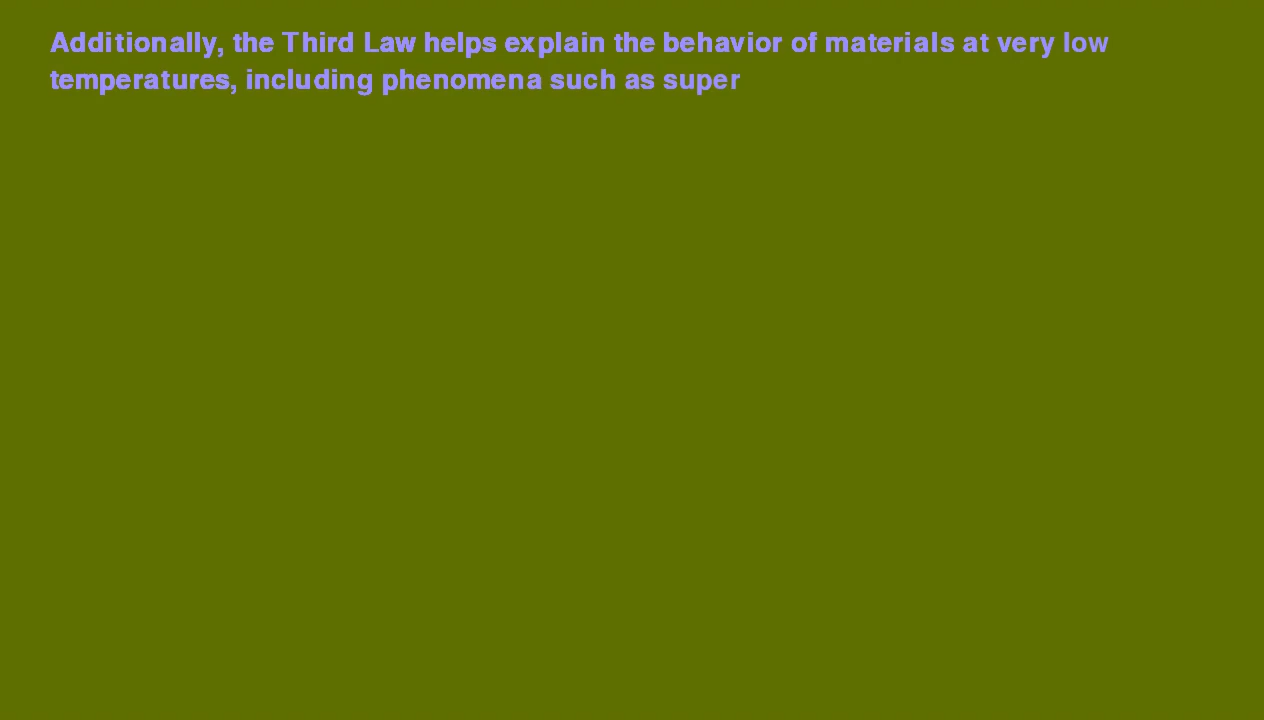 Additionally, the Third Law helps explain the behavior of materials at very low
temperatures, including phenomena such as super